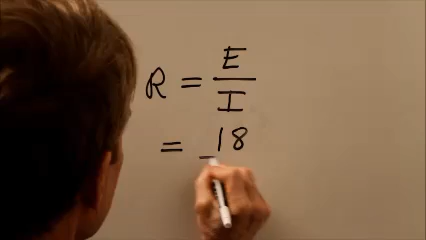 R = E/I
= 18